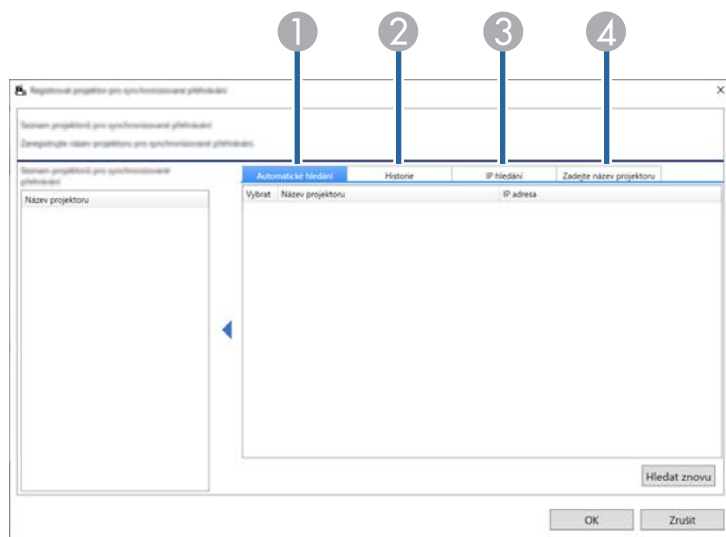 1 2 3 4
Registrovat projektor pro synchronizované přehrávání
Seznam projektorů pro synchronizované přehrávání
Zaregistrujte název projektoru pro synchronizované přehrávání.
Seznam projektorů pro synchronizované
přehrávání
Automatické hledání Historie IP hledání Zadejte název projektoru
Název projektoru
Vybrat Název projektoru IP adresa
Hledat znovu
OK Zrušit